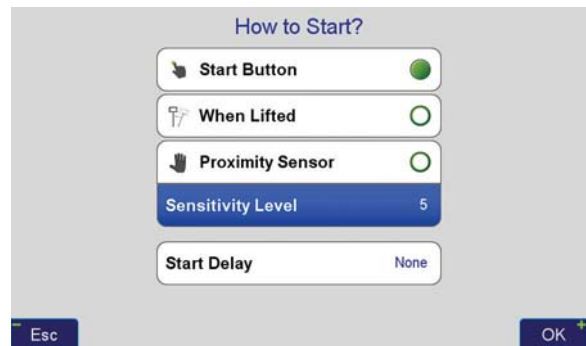 How to Start?
Start Button
When Lifted
Proximity Sensor
Sensitivity Level 5
Start Delay None
- Esc
OK +